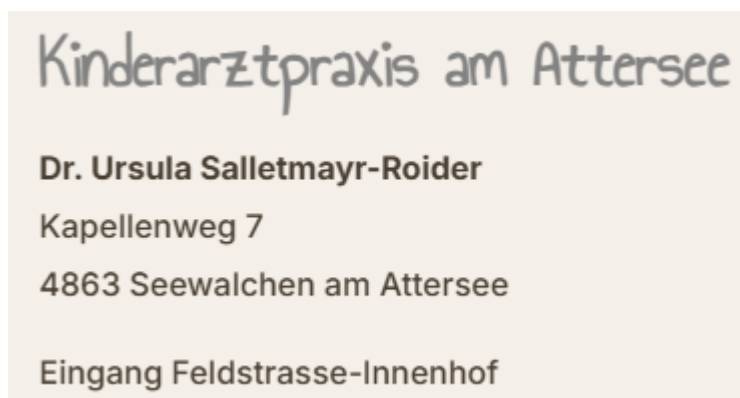 Kinderarztpraxis am Attersee
Dr. Ursula Salletmayr-Roider
Kapellenweg 7
4863 Seewalchen am Attersee
Eingang Feldstrasse-Innenhof